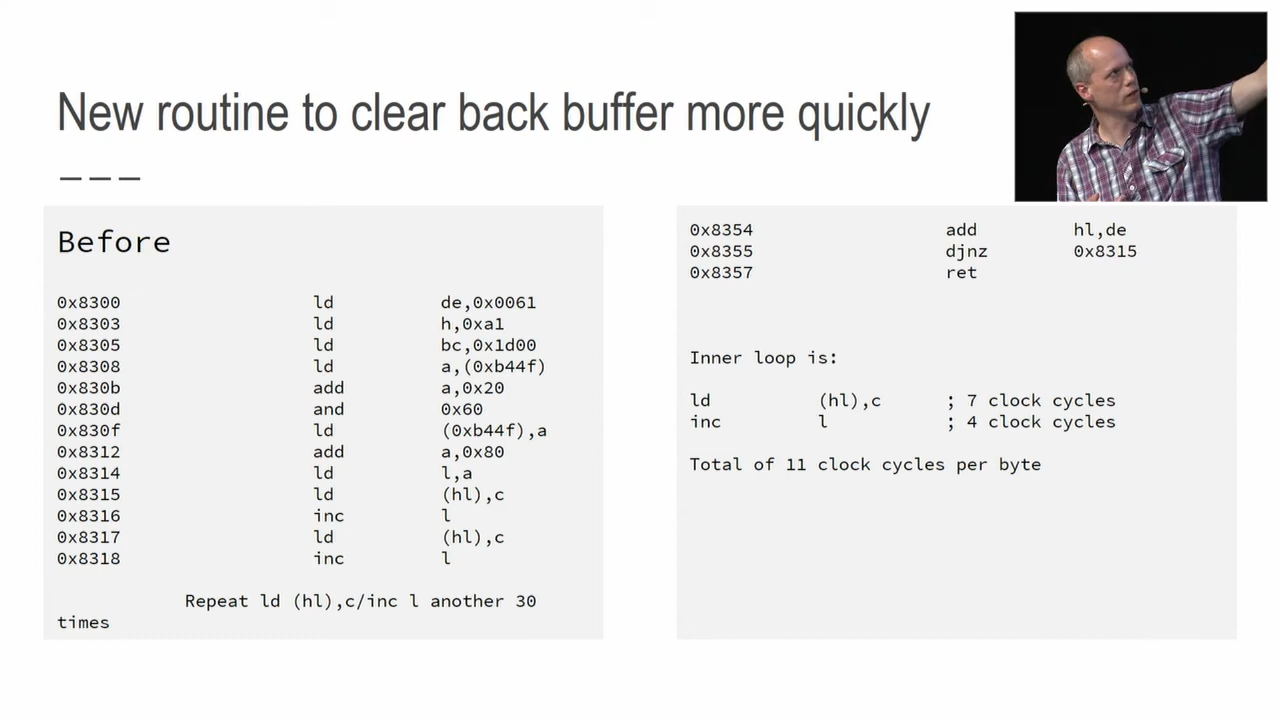 New routine to clear back buffer more quickly
Before
0x8300 ld de,0x0061
0x8303 ld h,0xa1
0x8305 ld bc,0x1d00
0x8308 ld a,(0xb44f)
0x830b add a,0x20
0x830d and 0x60
0x830f ld (0xb44f),a
0x8312 add a,0x80
0x8314 ld l,a
0x8315 ld (hl),c
0x8316 inc l
0x8317 ld (hl),c
0x8318 inc l
Repeat ld (hl),c/inc l another 30
times
0x8354 add hl,de
0x8355 djnz 0x8315
0x8357 ret
Inner loop is:
ld (hl),c ; 7 clock cycles
inc l ; 4 clock cycles
Total of 11 clock cycles per byte